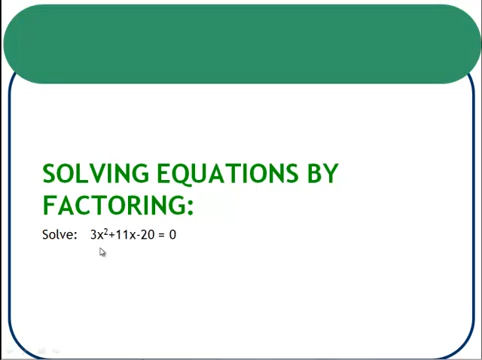 SOLVING EQUATIONS BY
FACTORING:
Solve: 3x²+11x-20 = 0